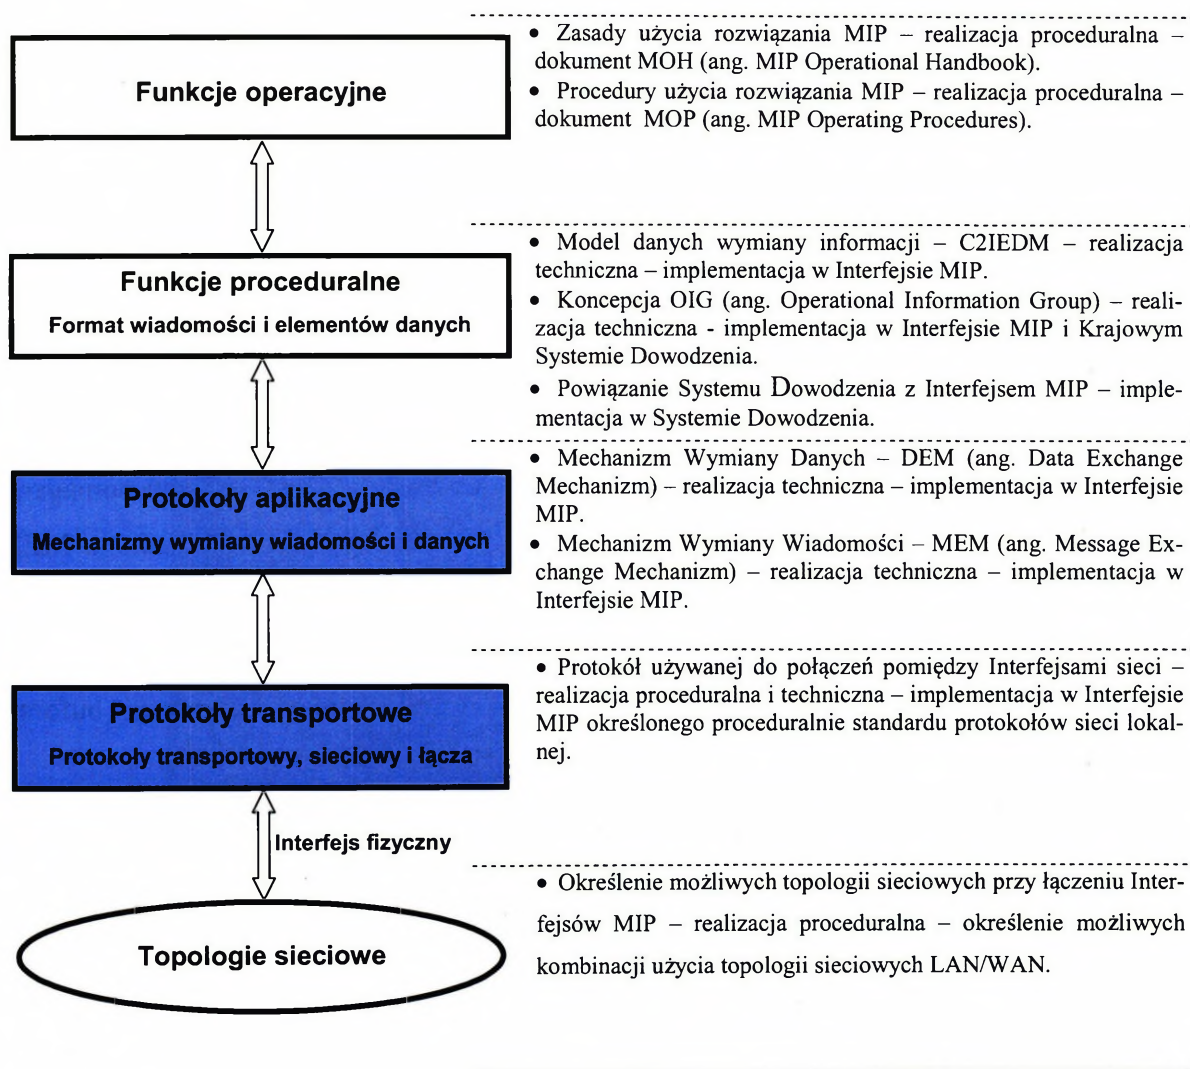 Funkcje operacyjne
• Zasady użycia rozwiązania MIP – realizacja proceduralna –
dokument MOH (ang. MIP Operational Handbook).
• Procedury użycia rozwiązania MIP – realizacja proceduralna –
dokument MOP (ang. MIP Operating Procedures).
Funkcje proceduralne
Format wiadomości i elementów danych
• Model danych wymiany informacji – C2IEDM – realizacja
techniczna – implementacja w Interfejsie MIP.
• Koncepcja OIG (ang. Operational Information Group) – reali-
zacja techniczna - implementacja w Interfejsie MIP i Krajowym
Systemie Dowodzenia.
• Powiązanie Systemu Dowodzenia z Interfejsem MIP – imple-
mentacja w Systemie Dowodzenia.
Protokoły aplikacyjne
Mechanizmy wymiany wiadomości i danych
• Mechanizm Wymiany Danych – DEM (ang. Data Exchange
Mechanizm) – realizacja techniczna – implementacja w Interfejsie
MIP.
• Mechanizm Wymiany Wiadomości – MEM (ang. Message Ex-
change Mechanizm) – realizacja techniczna – implementacja w
Interfejsie MIP.
Protokoły transportowe
Protokoły transportowy, sieciowy i łącza
• Protokół używanej do połączeń pomiędzy Interfejsami sieci –
realizacja proceduralna i techniczna – implementacja w Interfejsie
MIP określonego proceduralnie standardu protokołów sieci lokal-
nej.
Interfejs fizyczny
Topologie sieciowe
• Określenie możliwych topologii sieciowych przy łączeniu Inter-
fejsów MIP – realizacja proceduralna – określenie możliwych
kombinacji użycia topologii sieciowych LAN/WAN.